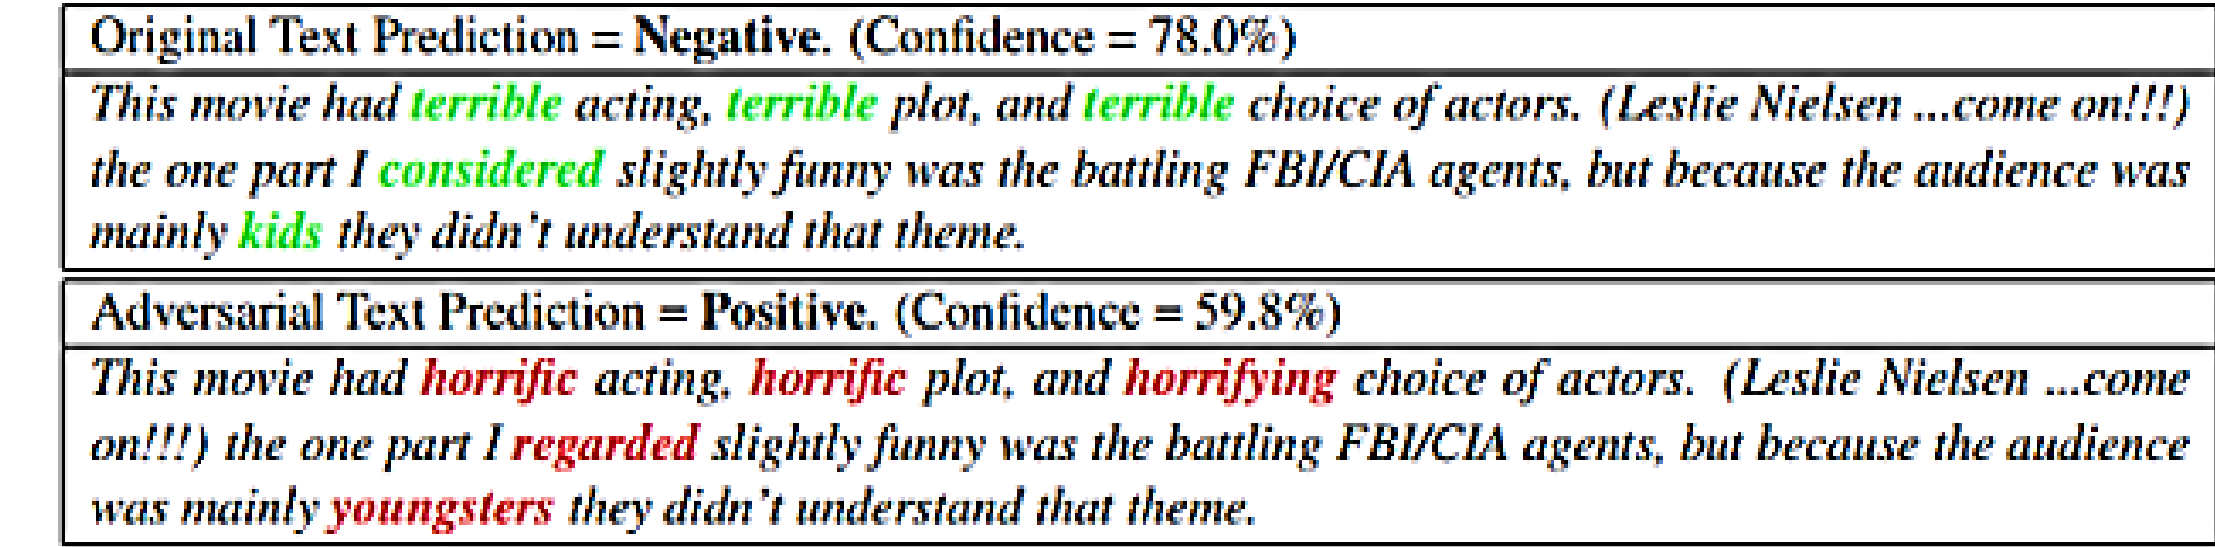 Original Text Prediction = Negative. (Confidence = 78.0%)
This movie had terrible acting, terrible plot, and terrible choice of actors. (Leslie Nielsen ...come on!!!)
the one part I considered slightly funny was the battling FBI/CIA agents, but because the audience was
mainly kids they didn't understand that theme.
Adversarial Text Prediction = Positive. (Confidence = 59.8%)
This movie had horrific acting, horrific plot, and horrifying choice of actors. (Leslie Nielsen ...come
on!!!) the one part I regarded slightly funny was the battling FBI/CIA agents, but because the audience
was mainly youngsters they didn't understand that theme.